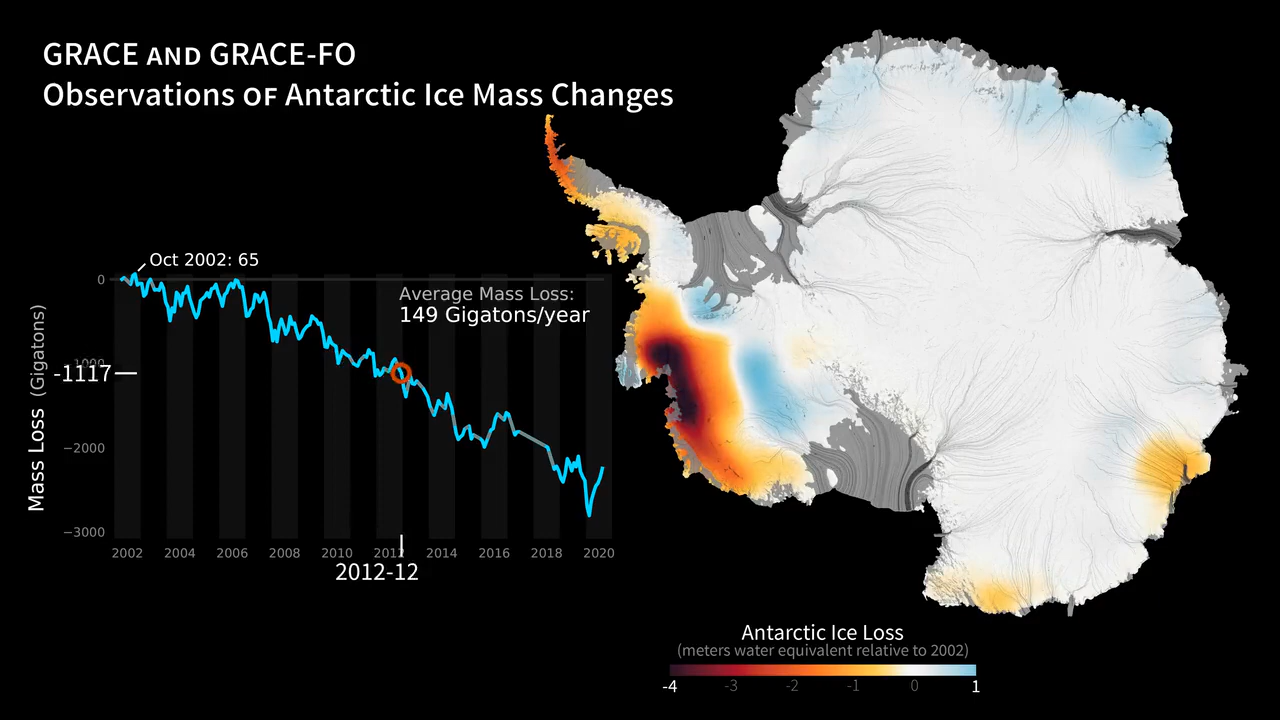 GRACE AND GRACE-FO
Observations OF Antarctic Ice Mass Changes
Oct 2002: 65
Average Mass Loss:
149 Gigatons/year
Mass Loss (Gigatons)
0
-1000
-1117
−2000
−3000
2002 2004 2006 2008 2010 2012 2014 2016 2018 2020
2012-12
Antarctic Ice Loss
(meters water equivalent relative to 2002)
-4 -3 -2 -1 0 1